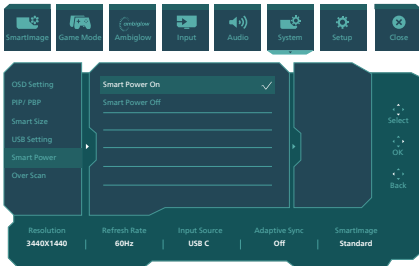 ambiglow
SmartImage Game Mode Ambiglow Input Audio System Setup Close
OSD Setting
PIP/ PBP
Smart Size
USB Setting
Smart Power
Over Scan
Smart Power On
Smart Power Off
Select
OK
Back
Resolution Refresh Rate Input Source Adaptive Sync SmartImage
3440X1440 60Hz USB C Off Standard